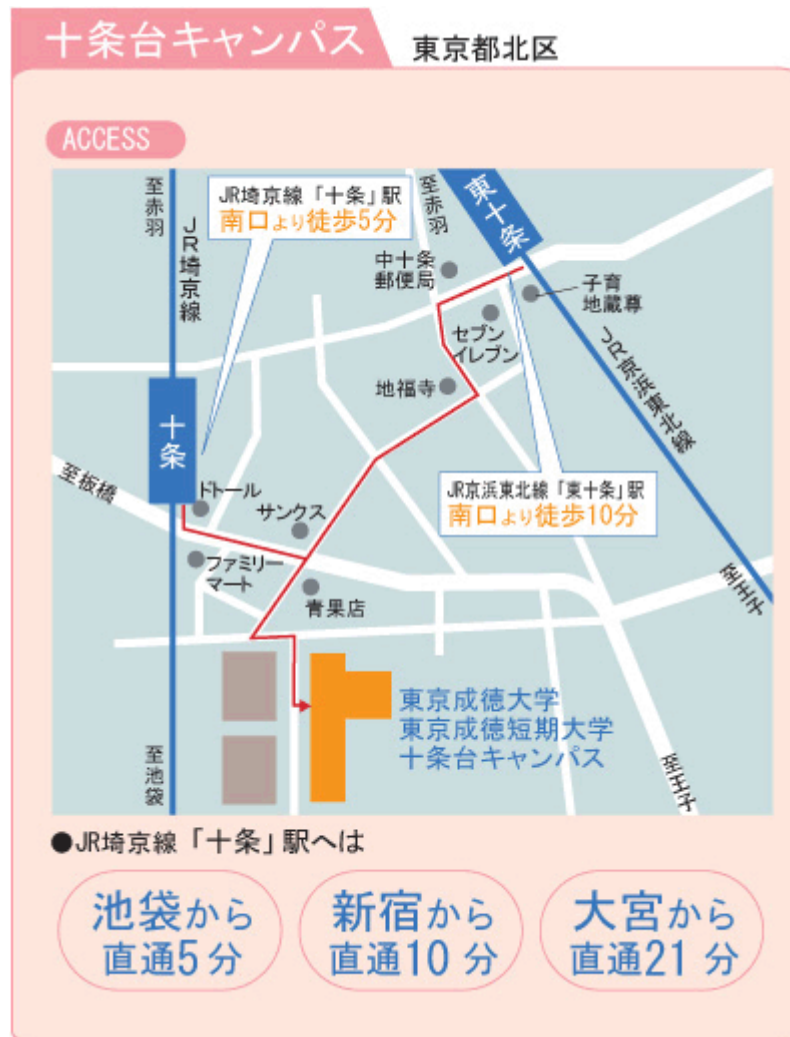 十条台キャンパス
東京都北区
ACCESS
至赤羽
JR埼京線
JR埼京線「十条」駅
南口より徒歩5分
至赤羽
東十条
中十条
郵便局
子育
地蔵尊
セブン
イレブン
JR京浜東北線
地福寺
十条
至板橋
ドトール
サンクス
JR京浜東北線「東十条」駅
南口より徒歩10分
ファミリー
マート
青果店
至王子
東京成徳大学
東京成徳短期大学
十条台キャンパス
至池袋
至王子
●JR埼京線「十条」駅へは
池袋から
直通5分
新宿から
直通10分
大宮から
直通21分